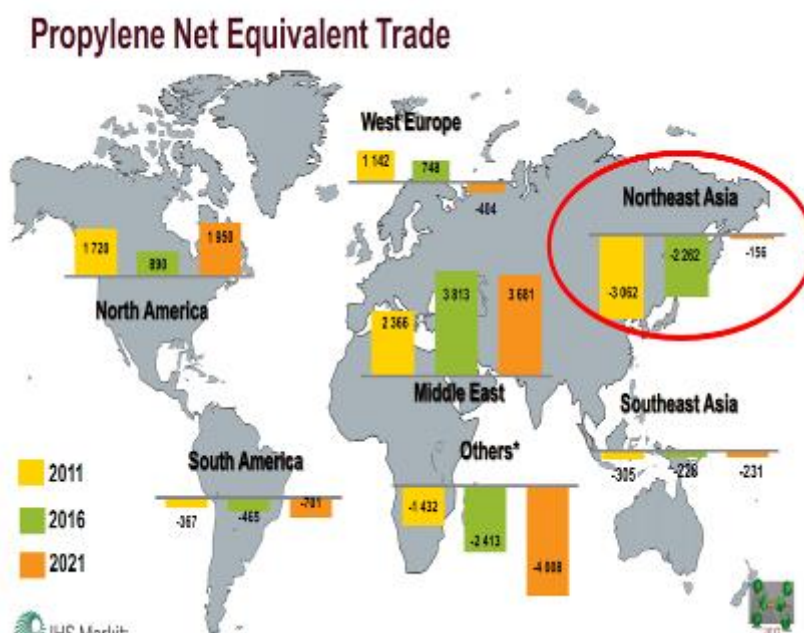 Propylene Net Equivalent Trade
West Europe
1 142
748
-404
Northeast Asia
-3 062
-2 262
-156
1 720
890
1 950
North America
2 366
3 813
3 681
Middle East
Southeast Asia
-305
-226
-231
South America
-367
-465
-701
Others*
-1 432
-2 413
-4 008
2011
2016
2021
IHS Markit